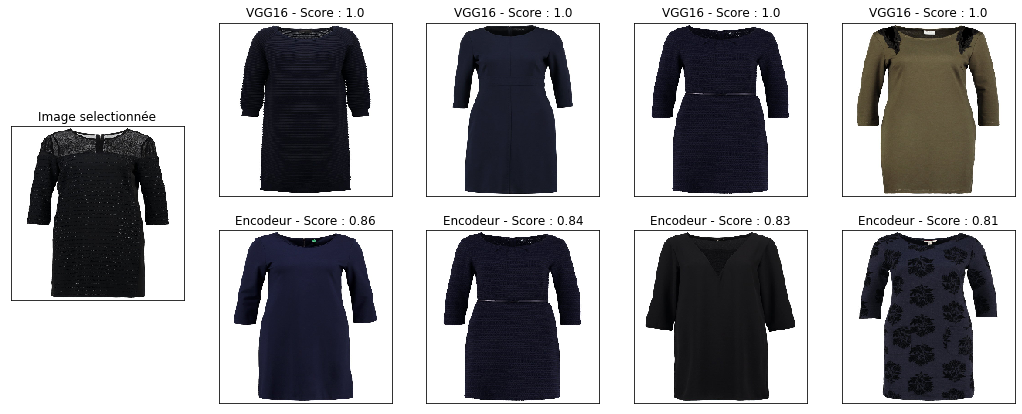 VGG16 - Score : 1.0
VGG16 - Score : 1.0
VGG16 - Score : 1.0
VGG16 - Score : 1.0
Image selectionnée
Encodeur - Score : 0.86
Encodeur - Score : 0.84
Encodeur - Score : 0.83
Encodeur - Score : 0.81